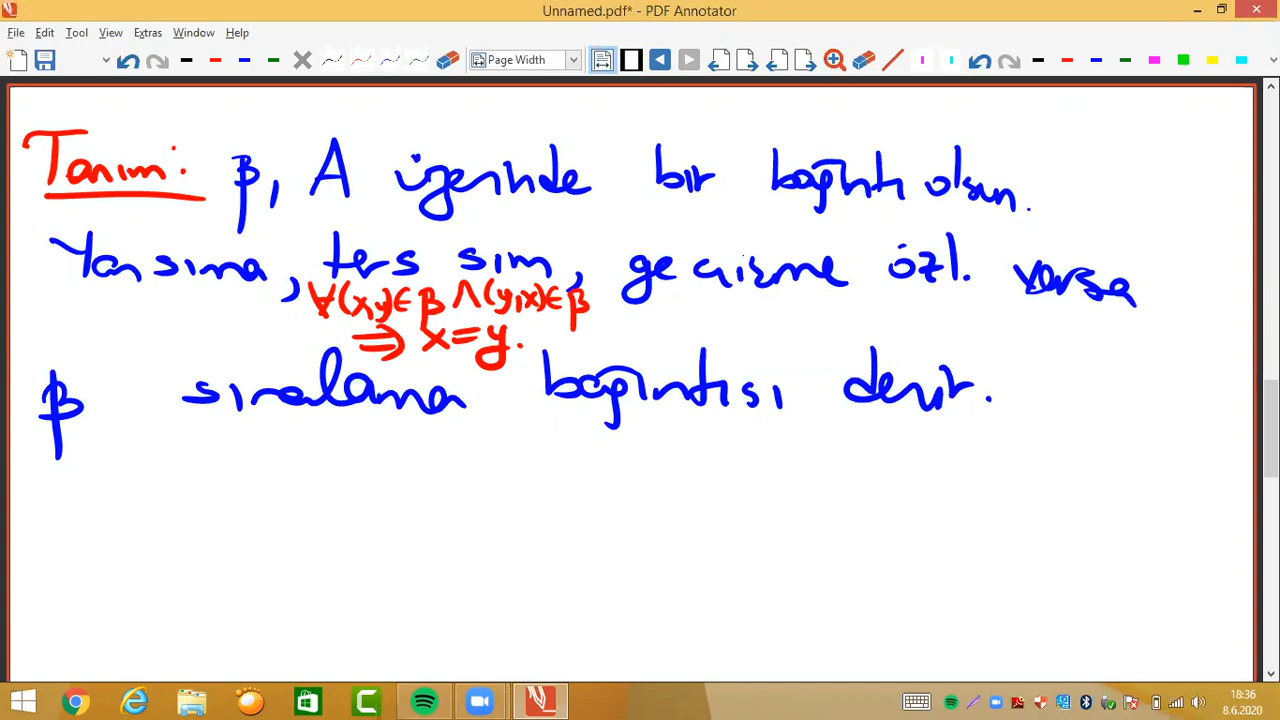 Unnamed.pdf* - PDF Annotator
File Edit Tool View Extras Window Help
Page Width
Tanım: β, A üzerinde bir bağıntı olsun.
Yansıma, ters sim, geçişme özl. varsa
∀(x,y)∈β ∧(y,x)∈β
⇒ x=y.
β sıralama bağıntısı denir.
18:36
8.6.2020